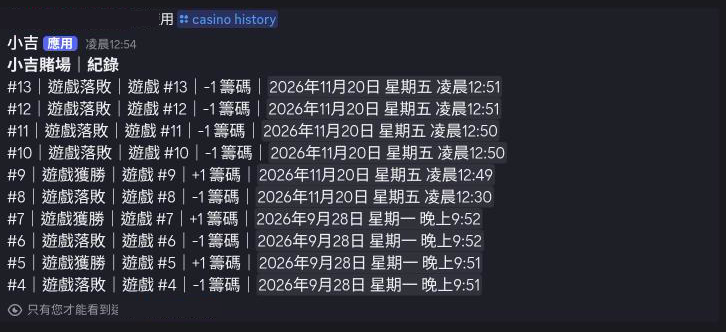 用 casino history
小吉 應用 凌晨12:54
小吉賭場｜紀錄
#13｜遊戲落敗｜遊戲 #13｜-1 籌碼｜2026年11月20日 星期五 凌晨12:51
#12｜遊戲落敗｜遊戲 #12｜-1 籌碼｜2026年11月20日 星期五 凌晨12:51
#11｜遊戲落敗｜遊戲 #11｜-1 籌碼｜2026年11月20日 星期五 凌晨12:50
#10｜遊戲落敗｜遊戲 #10｜-1 籌碼｜2026年11月20日 星期五 凌晨12:50
#9｜遊戲獲勝｜遊戲 #9｜+1 籌碼｜2026年11月20日 星期五 凌晨12:49
#8｜遊戲落敗｜遊戲 #8｜-1 籌碼｜2026年11月20日 星期五 凌晨12:30
#7｜遊戲獲勝｜遊戲 #7｜+1 籌碼｜2026年9月28日 星期一 晚上9:52
#6｜遊戲落敗｜遊戲 #6｜-1 籌碼｜2026年9月28日 星期一 晚上9:52
#5｜遊戲獲勝｜遊戲 #5｜+1 籌碼｜2026年9月28日 星期一 晚上9:51
#4｜遊戲落敗｜遊戲 #4｜-1 籌碼｜2026年9月28日 星期一 晚上9:51
只有您才能看到